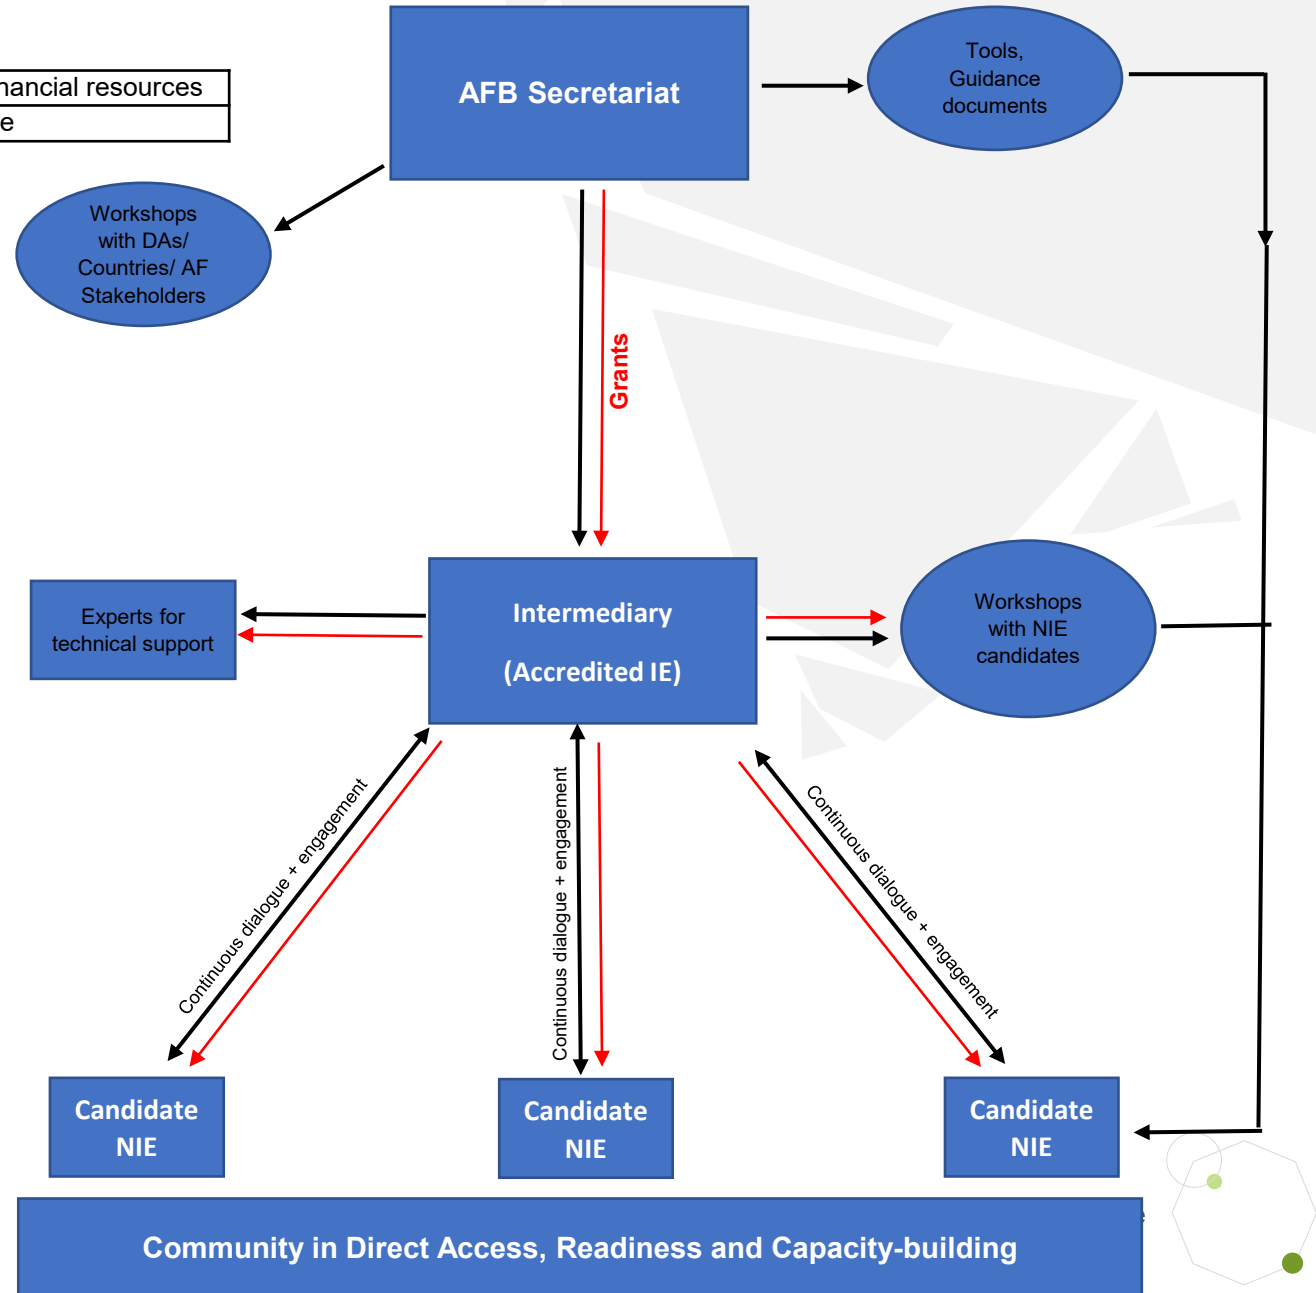 AFB Secretariat
Tools,
Guidance
documents
nancial resources
e
Workshops
with DAs/
Countries/ AF
Stakeholders
Grants
Experts for
technical support
Intermediary
(Accredited IE)
Workshops
with NIE
candidates
Continuous dialogue + engagement
Continuous dialogue + engagement
Continuous dialogue + engagement
Candidate
NIE
Candidate
NIE
Candidate
NIE
Community in Direct Access, Readiness and Capacity-building